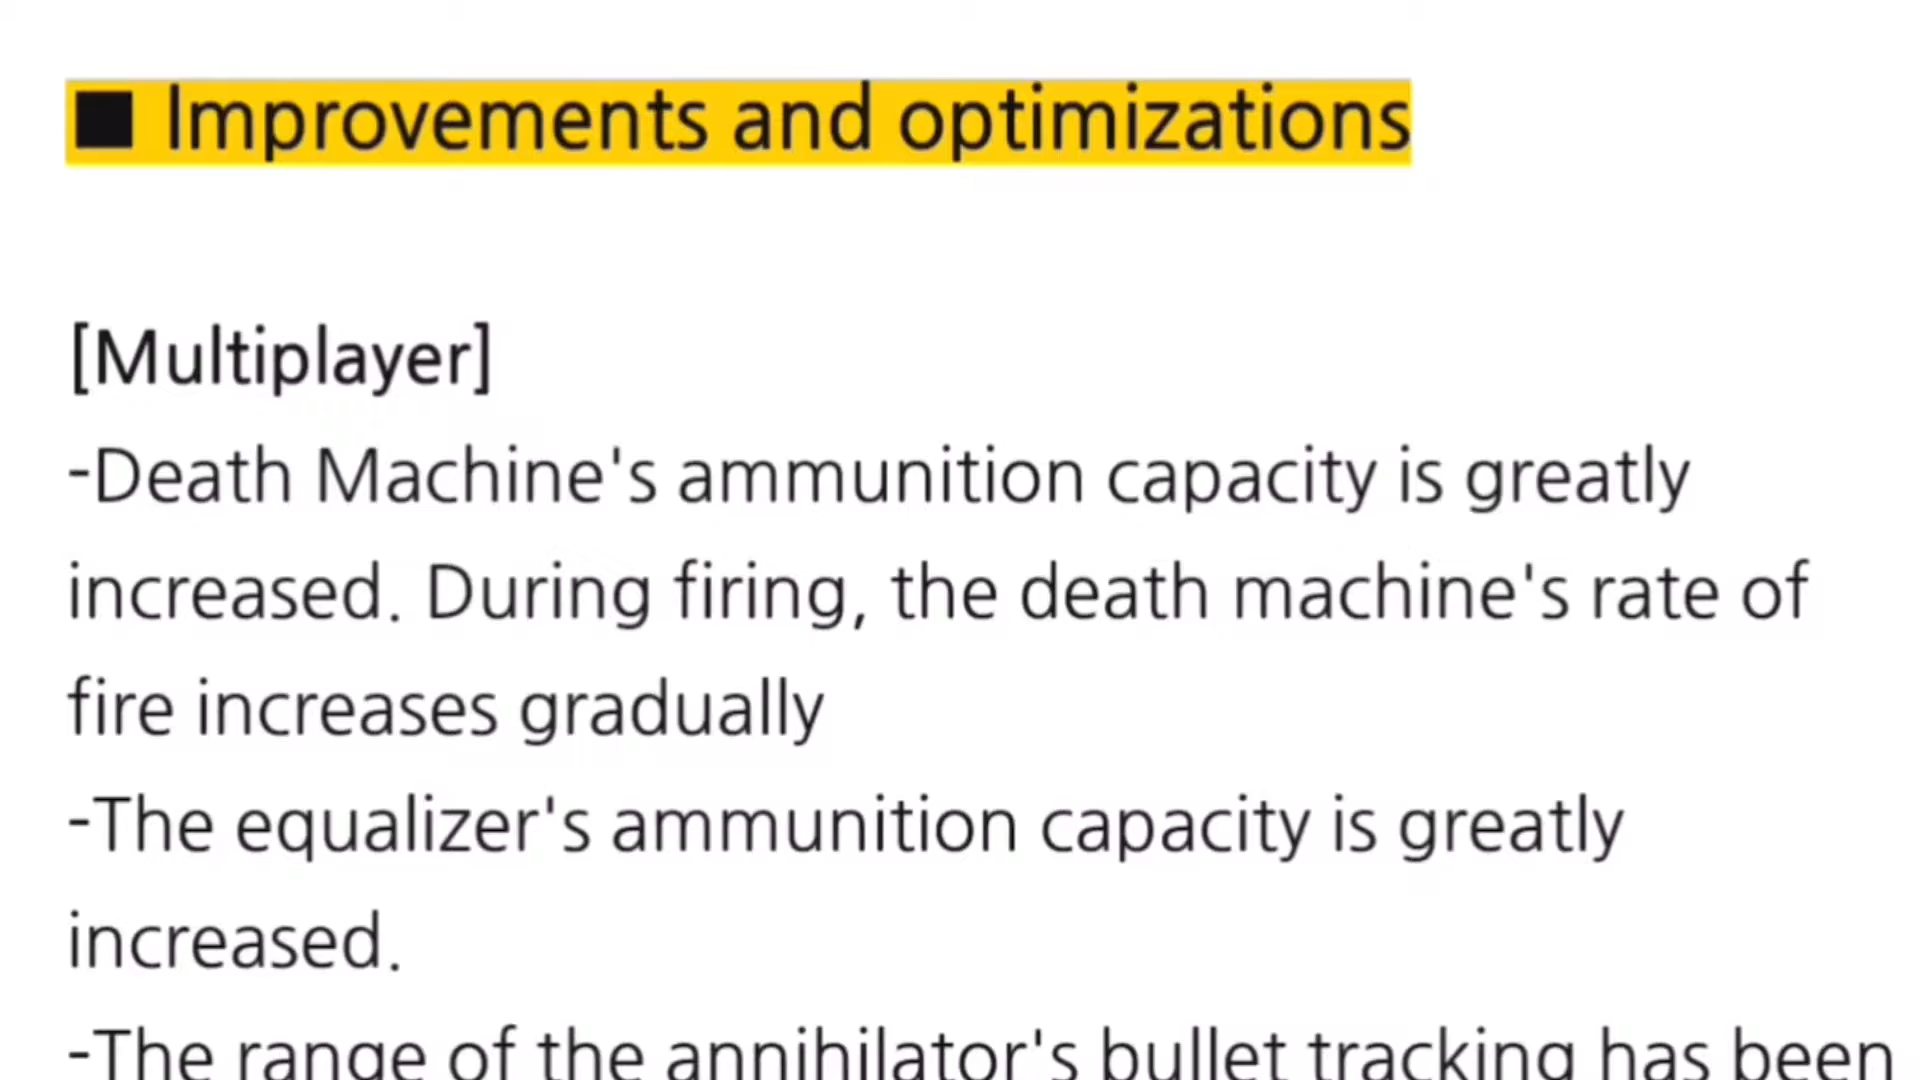 ■ Improvements and optimizations
[Multiplayer]
-Death Machine's ammunition capacity is greatly
increased. During firing, the death machine's rate of
fire increases gradually
-The equalizer's ammunition capacity is greatly
increased.
-The range of the annihilator's bullet tracking has been